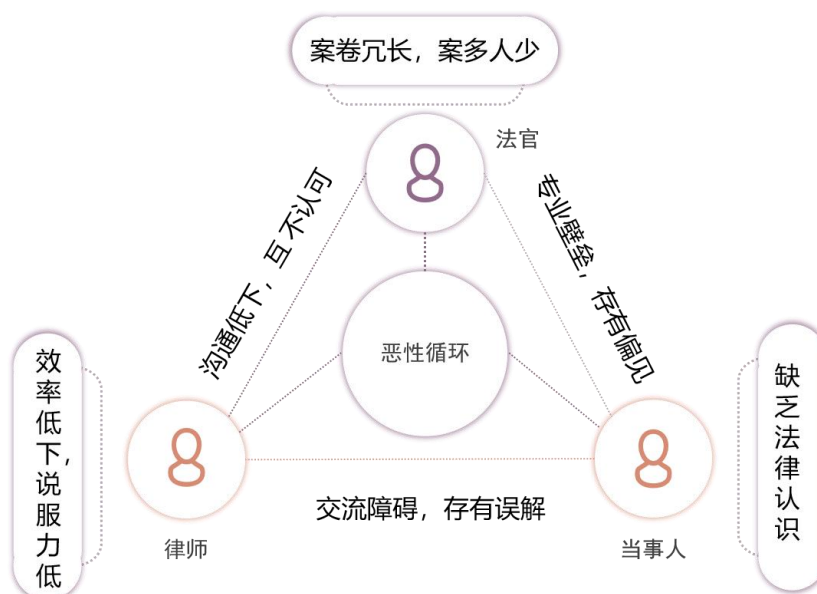 案卷冗长，案多人少
法官
沟通低下，互 不认可
专业壁垒，存有偏见
恶性循环
效率低下，说服力低
缺乏法律认识
交流障碍，存有误解
律师
当事人